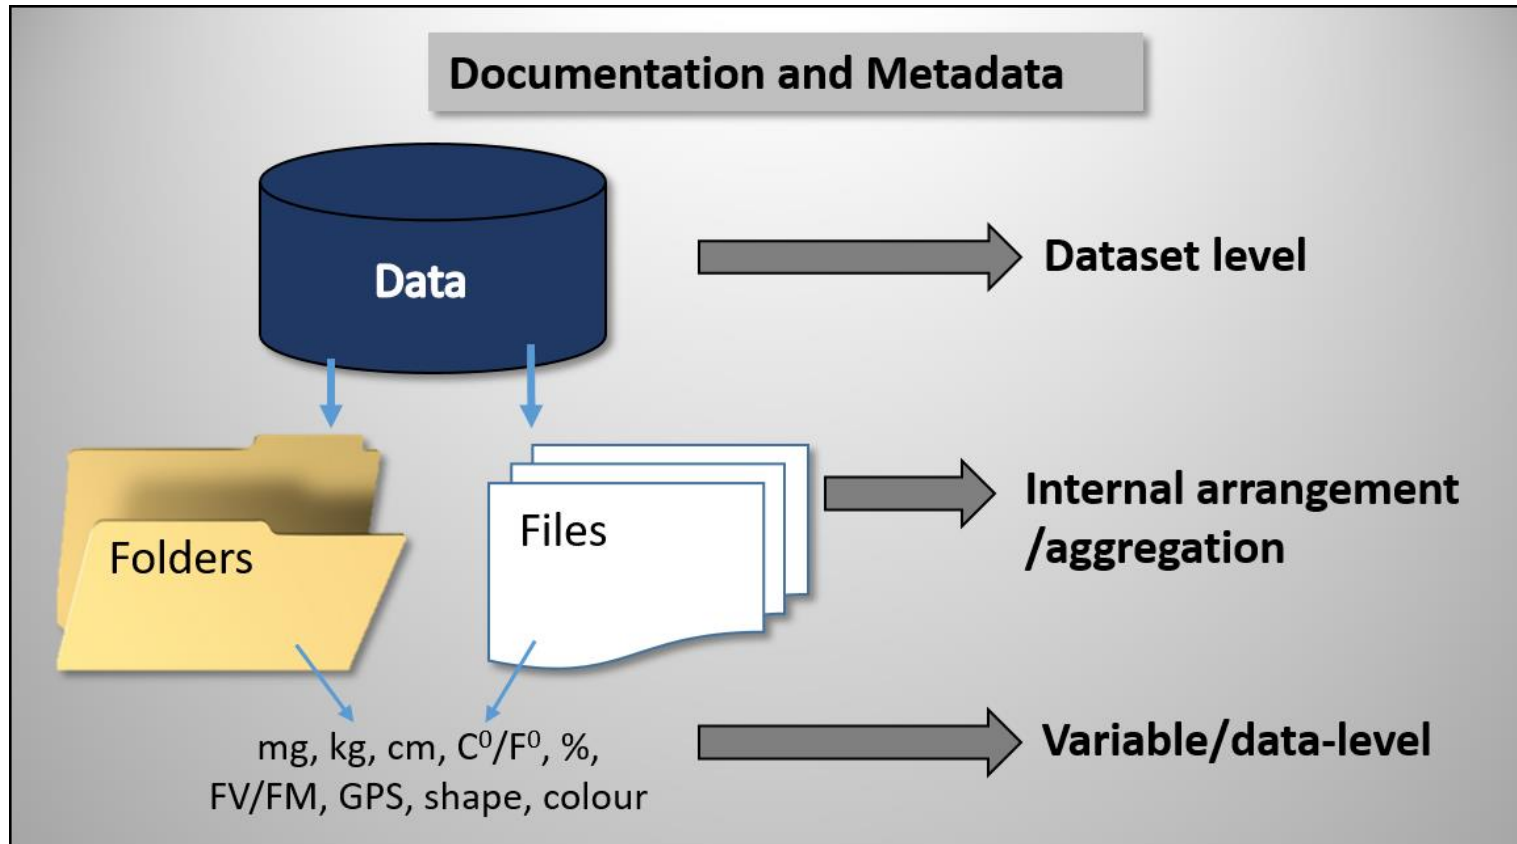 Documentation and Metadata
Data
Dataset level
Folders
Files
Internal arrangement
/aggregation
mg, kg, cm, C⁰/F⁰, %,
FV/FM, GPS, shape, colour
Variable/data-level